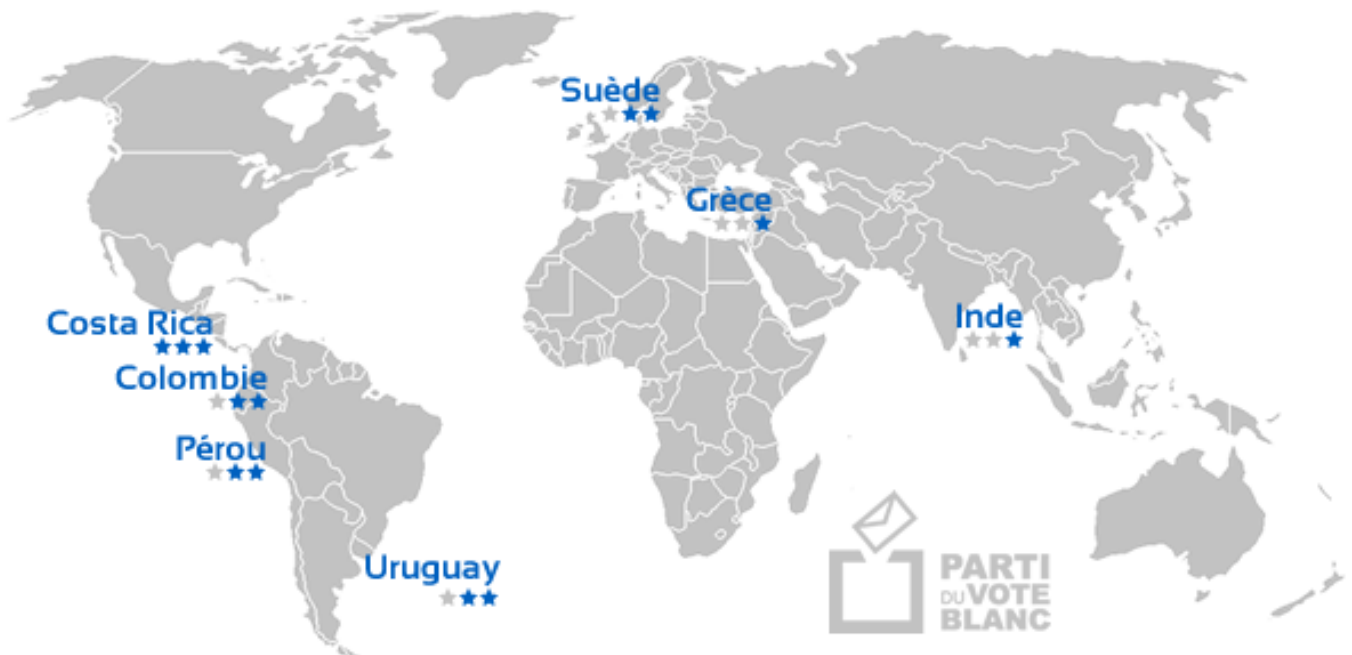 Suède
Grèce
Costa Rica
Inde
Colombie
Pérou
Uruguay
PARTI
DU VOTE
BLANC